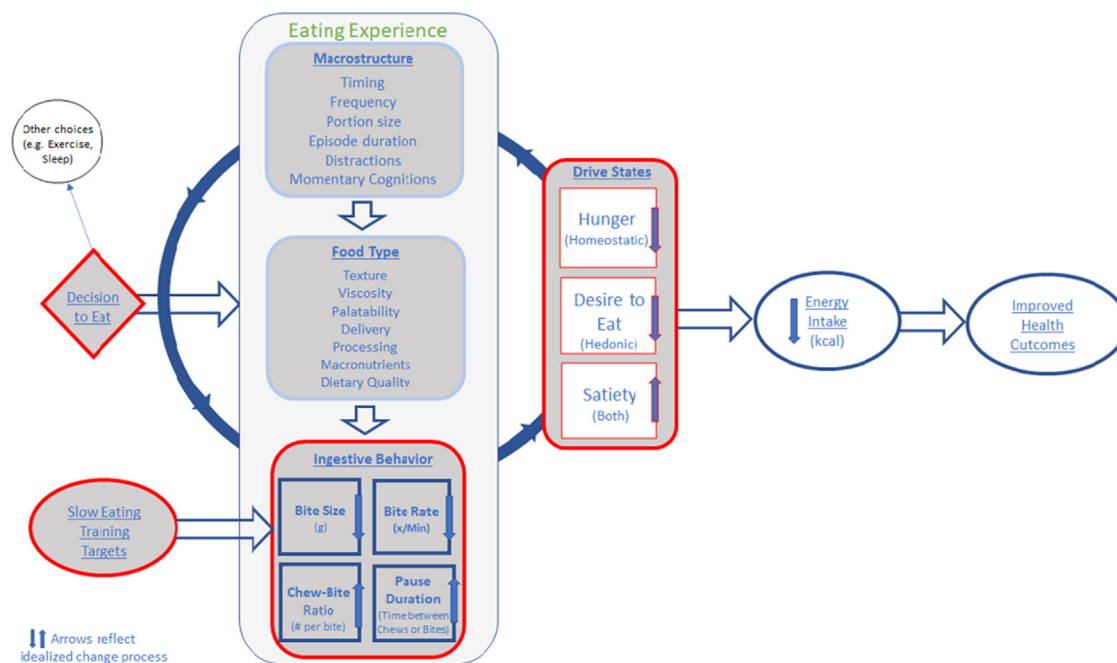 Eating Experience
Macrostructure
Timing
Frequency
Portion size
Episode duration
Distractions
Momentary Cognitions
Other choices
(e.g. Exercise,
Sleep)
Decision
to Eat
Food Type
Texture
Viscosity
Palatability
Delivery
Processing
Macronutrients
Dietary Quality
Slow Eating
Training
Targets
Ingestive Behavior
Bite Size
(g)
Bite Rate
(x/Min)
Chew-Bite
Ratio
(# per bite)
Pause
Duration
(Time between
Chews or Bites)
Drive States
Hunger
(Homeostatic)
Desire to
Eat
(Hedonic)
Satiety
(Both)
Energy
Intake
(kcal)
Improved
Health
Outcomes
Arrows reflect
idealized change process